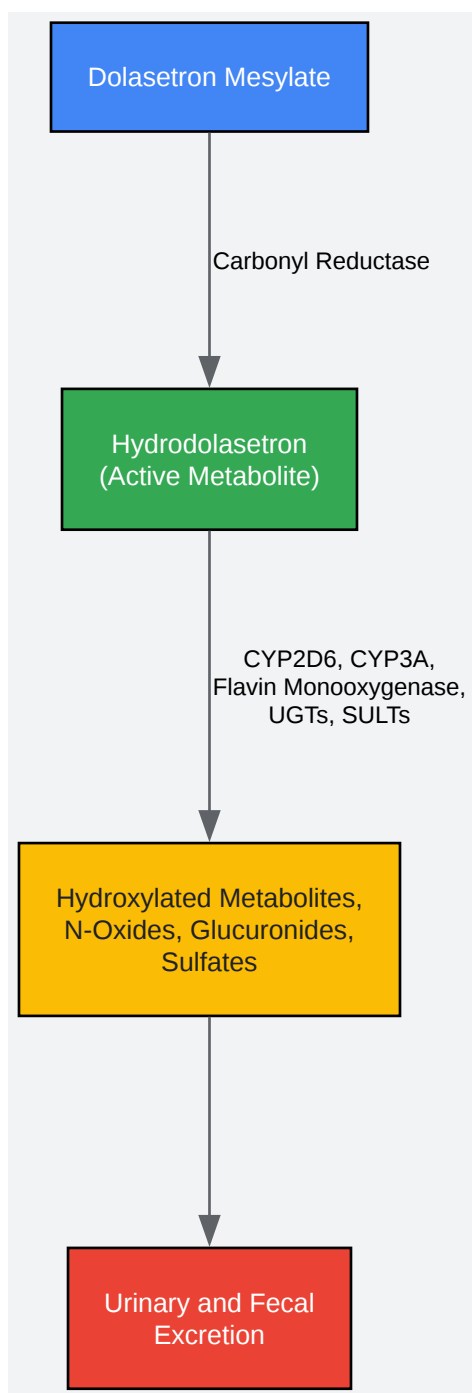 Dolasetron Mesylate
Carbonyl Reductase
Hydrodolasetron
(Active Metabolite)
CYP2D6, CYP3A,
Flavin Monooxygenase,
UGTs, SULTs
Hydroxylated Metabolites,
N-Oxides, Glucuronides,
Sulfates
Urinary and Fecal
Excretion